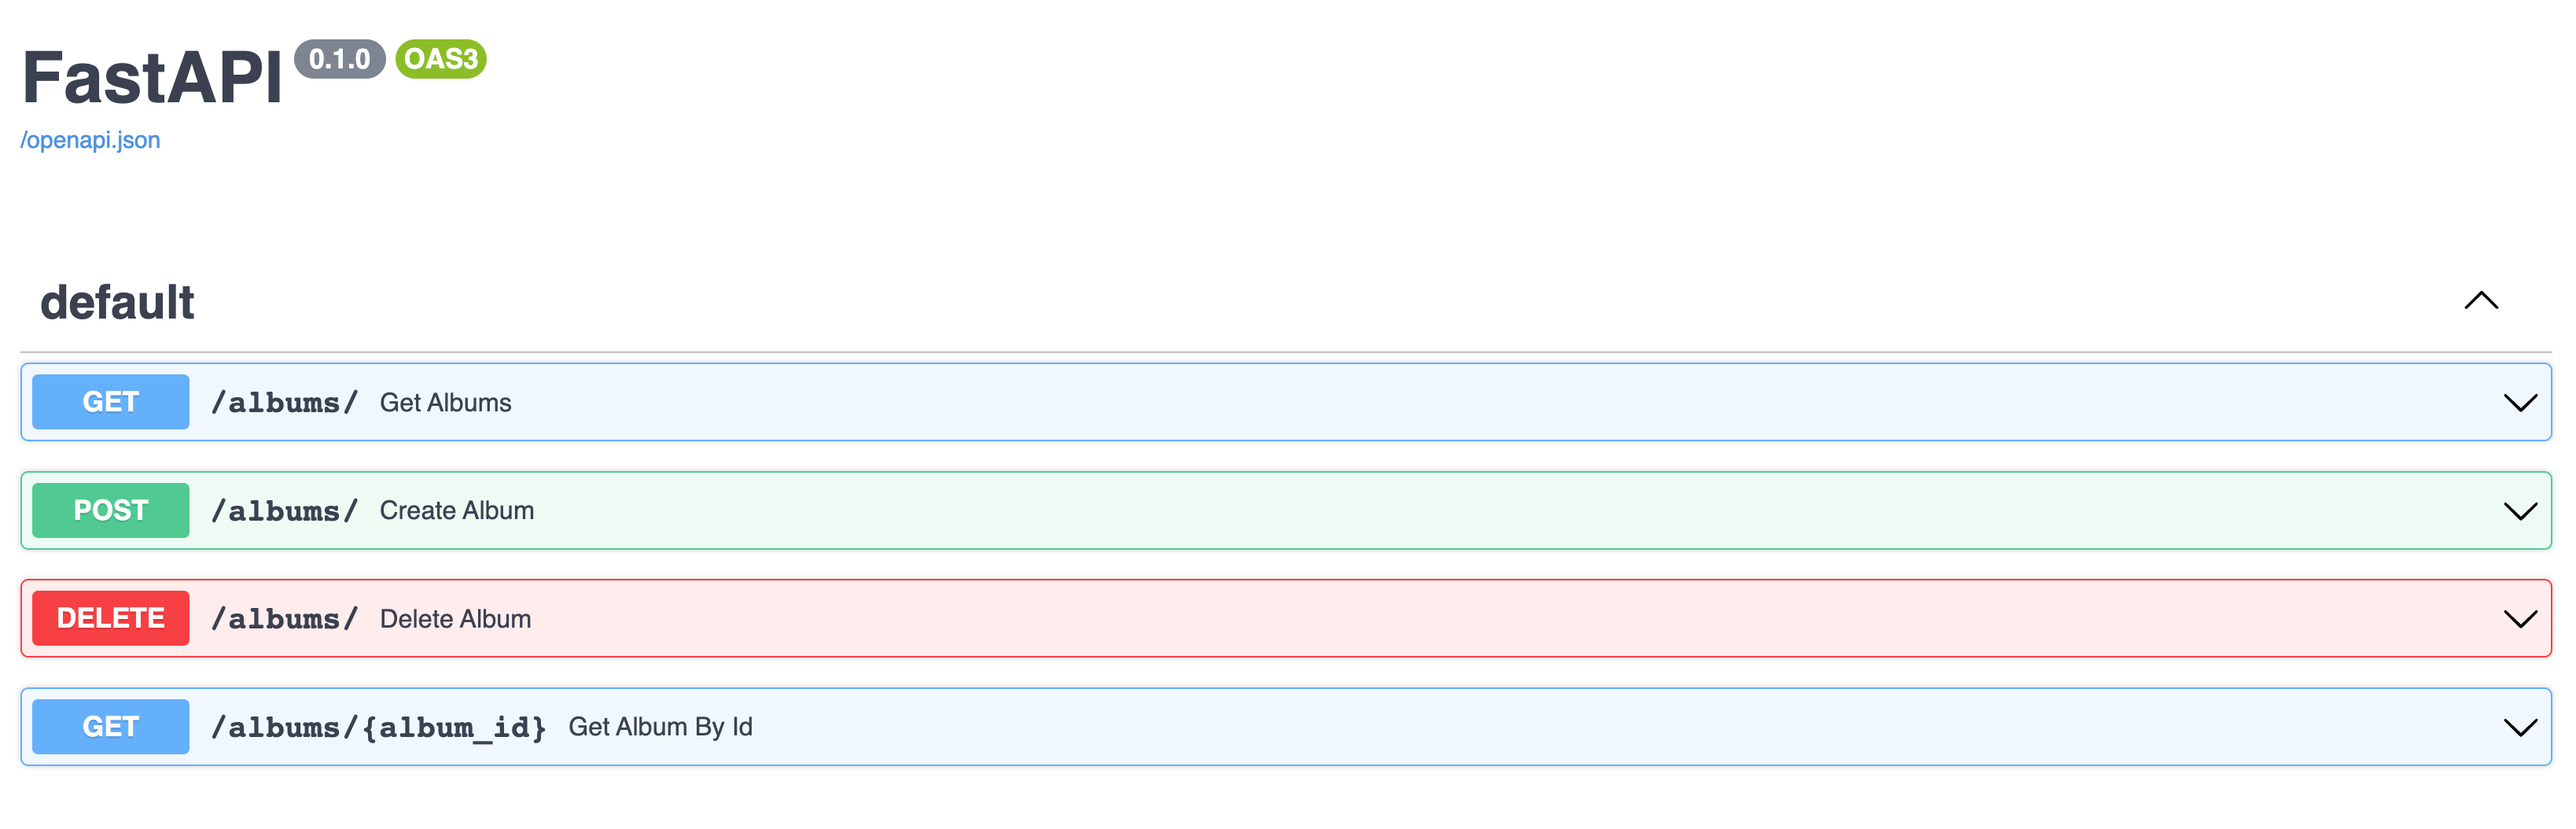 FastAPI 0.1.0 OAS3
/openapi.json
default
GET /albums/ Get Albums
POST /albums/ Create Album
DELETE /albums/ Delete Album
GET /albums/{album_id} Get Album By Id